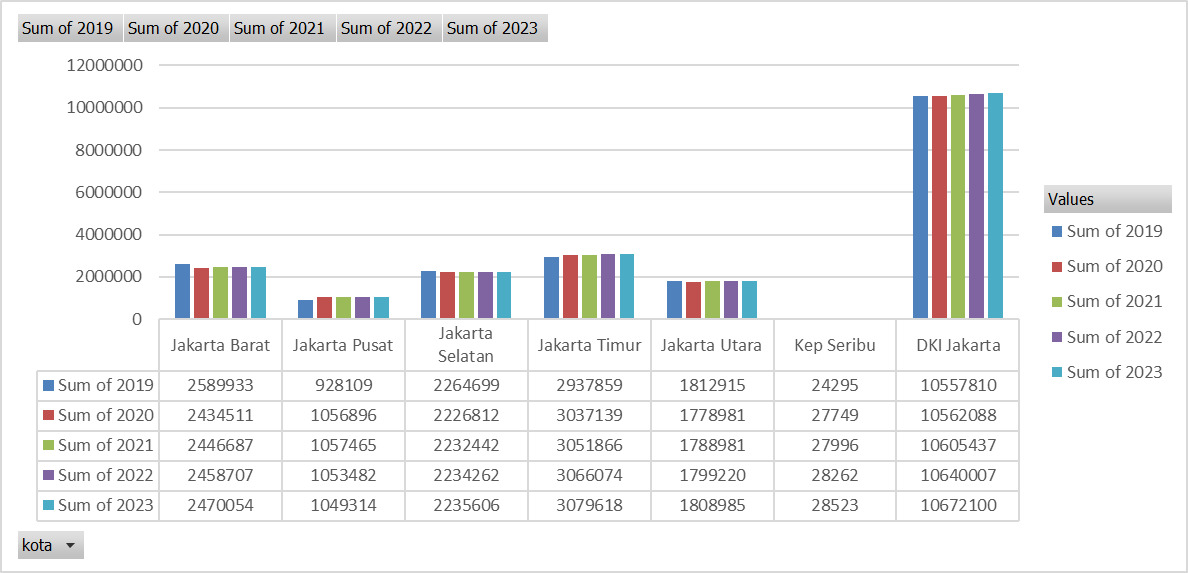 Sum of 2019 Sum of 2020 Sum of 2021 Sum of 2022 Sum of 2023
12000000
10000000
8000000
6000000
4000000
2000000
0
Values
Sum of 2019
Sum of 2020
Sum of 2021
Sum of 2022
Sum of 2023
Jakarta Barat Jakarta Pusat Jakarta Selatan Jakarta Timur Jakarta Utara Kep Seribu DKI Jakarta
Sum of 2019 2589933 928109 2264699 2937859 1812915 24295 10557810
Sum of 2020 2434511 1056896 2226812 3037139 1778981 27749 10562088
Sum of 2021 2446687 1057465 2232442 3051866 1788981 27996 10605437
Sum of 2022 2458707 1053482 2234262 3066074 1799220 28262 10640007
Sum of 2023 2470054 1049314 2235606 3079618 1808985 28523 10672100
kota